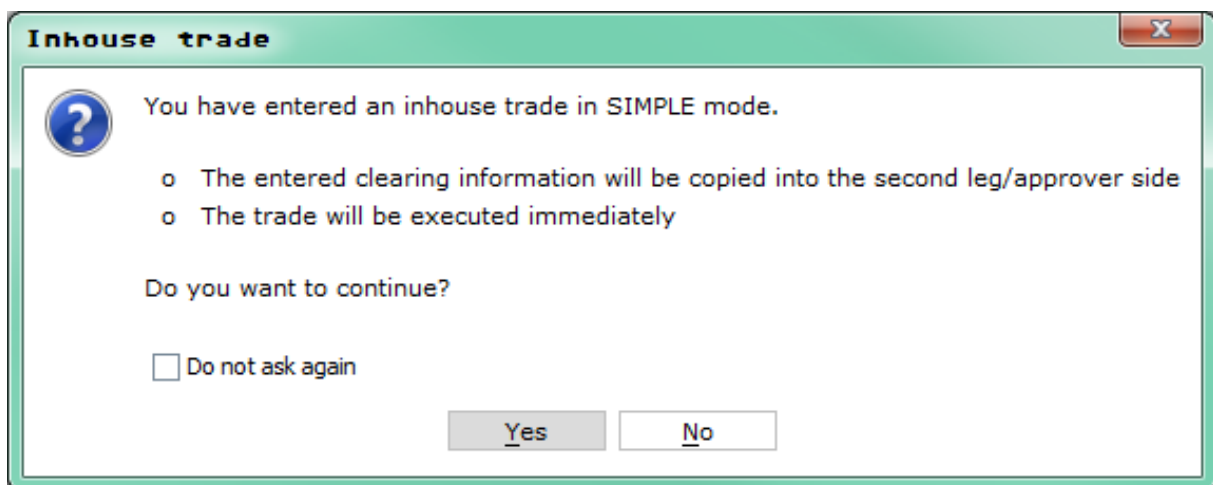 Inhouse trade
x
?
You have entered an inhouse trade in SIMPLE mode.
o The entered clearing information will be copied into the second leg/approver side
o The trade will be executed immediately
Do you want to continue?
Do not ask again
Yes No